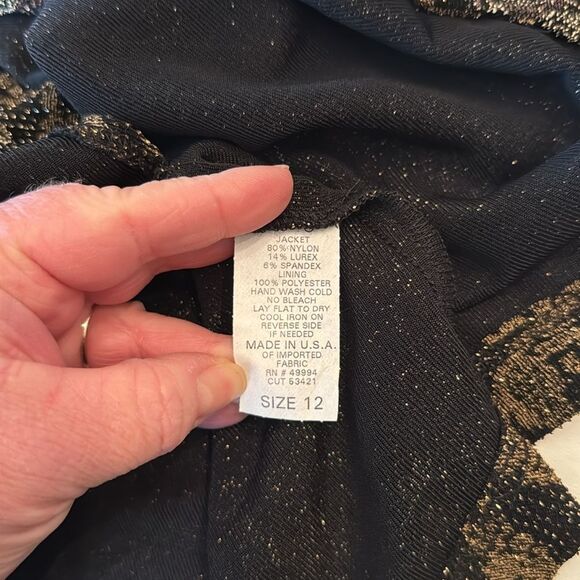 JACKET
80% NYLON
14% LUREX
6% SPANDEX
LINING
100% POLYESTER
HAND WASH COLD
NO BLEACH
LAY FLAT TO DRY
COOL IRON ON
REVERSE SIDE
IF NEEDED
MADE IN U.S.A.
OF IMPORTED
FABRIC
RN # 49994
CUT 53421
SIZE 12